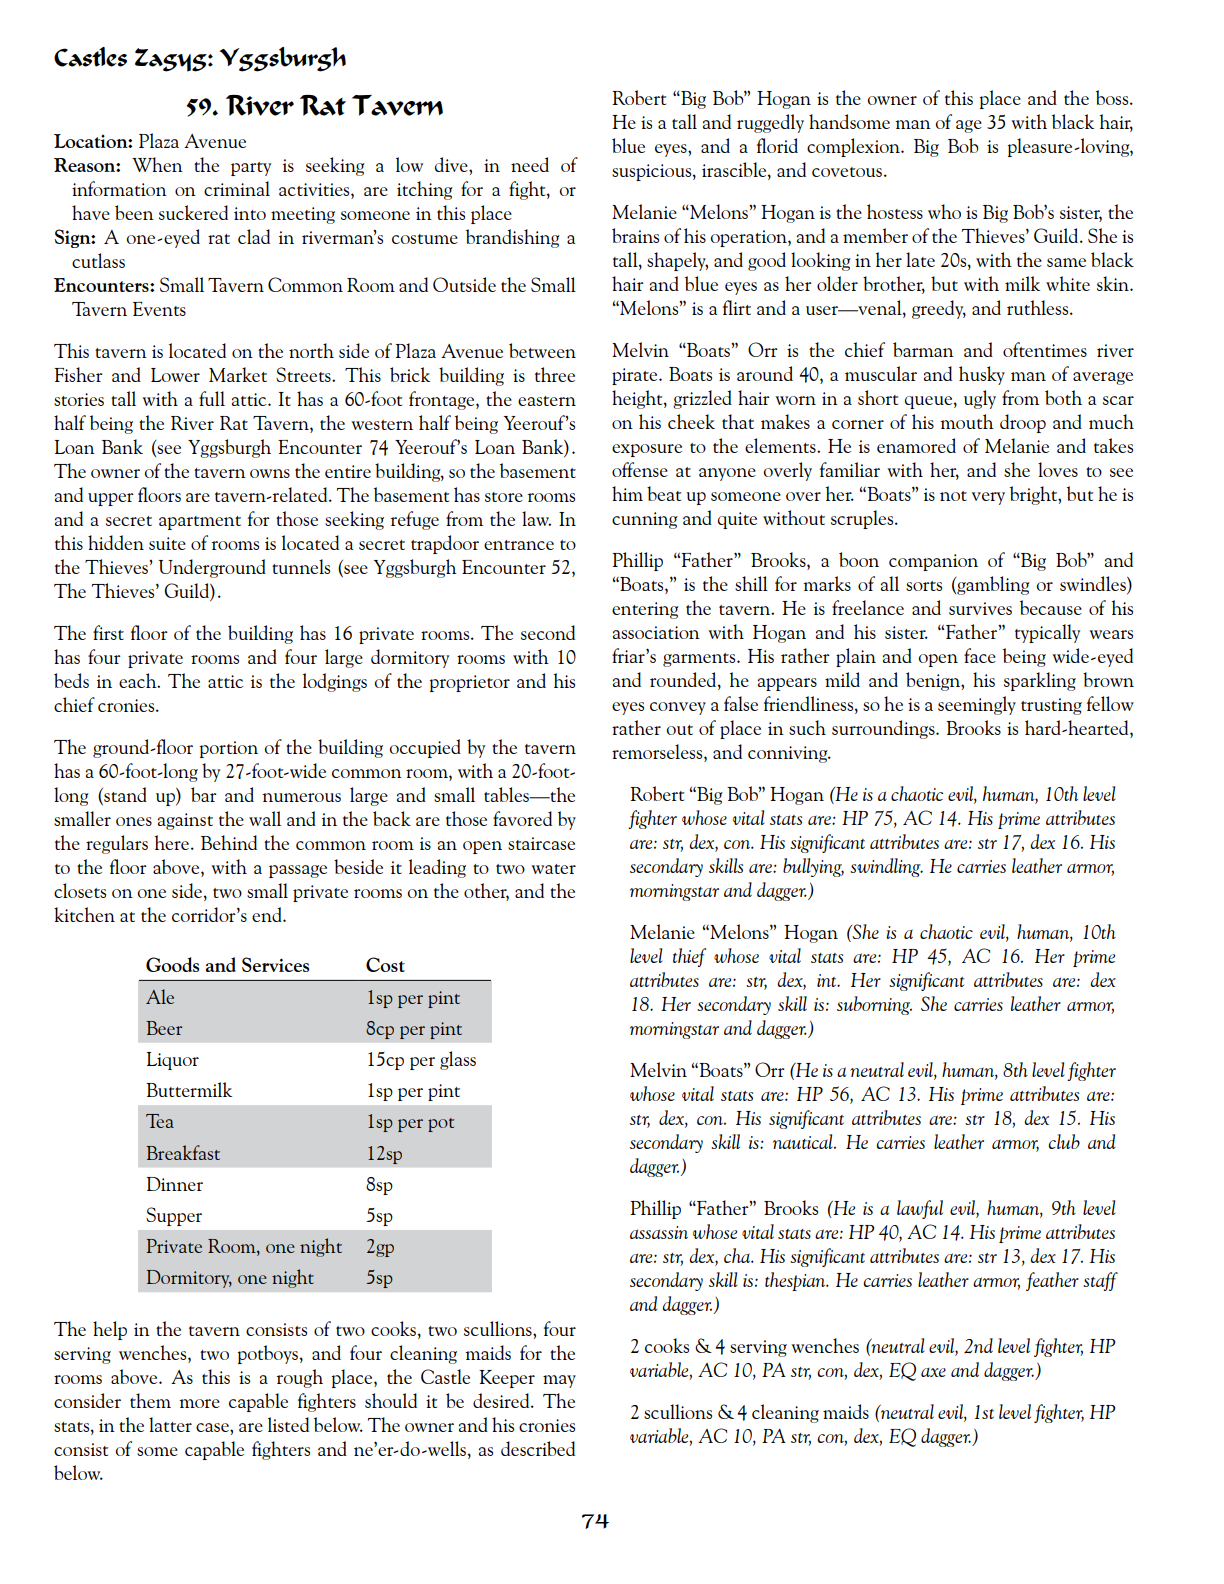 Castles Zagyg: Yggsburgh
59. River Rat Tavern
Location: Plaza Avenue
Reason: When the party is seeking a low dive, in need of
information on criminal activities, are itching for a fight, or
have been suckered into meeting someone in this place
Sign: A one-eyed rat clad in riverman's costume brandishing a
cutlass
Encounters: Small Tavern Common Room and Outside the Small
Tavern Events
This tavern is located on the north side of Plaza Avenue between
Fisher and Lower Market Streets. This brick building is three
stories tall with a full attic. It has a 60-foot frontage, the eastern
half being the River Rat Tavern, the western half being Yeerouf's
Loan Bank (see Yggsburgh Encounter 74 Yeerouf's Loan Bank).
The owner of the tavern owns the entire building, so the basement
and upper floors are tavern-related. The basement has store rooms
and a secret apartment for those seeking refuge from the law. In
this hidden suite of rooms is located a secret trapdoor entrance to
the Thieves' Underground tunnels (see Yggsburgh Encounter 52,
The Thieves' Guild).
The first floor of the building has 16 private rooms. The second
has four private rooms and four large dormitory rooms with 10
beds in each. The attic is the lodgings of the proprietor and his
chief cronies.
The ground-floor portion of the building occupied by the tavern
has a 60-foot-long by 27-foot-wide common room, with a 20-foot-
long (stand up) bar and numerous large and small tables—the
smaller ones against the wall and in the back are those favored by
the regulars here. Behind the common room is an open staircase
to the floor above, with a passage beside it leading to two water
closets on one side, two small private rooms on the other, and the
kitchen at the corridor's end.
Goods and Services Cost
Ale 1sp per pint
Beer 8cp per pint
Liquor 15cp per glass
Buttermilk 1sp per pint
Tea 1sp per pot
Breakfast 12sp
Dinner 8sp
Supper 5sp
Private Room, one night 2gp
Dormitory, one night 5sp
The help in the tavern consists of two cooks, two scullions, four
serving wenches, two potboys, and four cleaning maids for the
rooms above. As this is a rough place, the Castle Keeper may
consider them more capable fighters should it be desired. The
stats, in the latter case, are listed below. The owner and his cronies
consist of some capable fighters and ne'er-do-wells, as described
below.
Robert “Big Bob” Hogan is the owner of this place and the boss.
He is a tall and ruggedly handsome man of age 35 with black hair,
blue eyes, and a florid complexion. Big Bob is pleasure-loving,
suspicious, irascible, and covetous.
Melanie “Melons” Hogan is the hostess who is Big Bob's sister, the
brains of his operation, and a member of the Thieves' Guild. She is
tall, shapely, and good looking in her late 20s, with the same black
hair and blue eyes as her older brother, but with milk white skin.
“Melons” is a flirt and a user—venal, greedy, and ruthless.
Melvin “Boats” Orr is the chief barman and oftentimes river
pirate. Boats is around 40, a muscular and husky man of average
height, grizzled hair worn in a short queue, ugly from both a scar
on his cheek that makes a corner of his mouth droop and much
exposure to the elements. He is enamored of Melanie and takes
offense at anyone overly familiar with her, and she loves to see
him beat up someone over her. “Boats” is not very bright, but he is
cunning and quite without scruples.
Phillip “Father” Brooks, a boon companion of “Big Bob” and
“Boats,” is the shill for marks of all sorts (gambling or swindles)
entering the tavern. He is freelance and survives because of his
association with Hogan and his sister. “Father” typically wears
friar's garments. His rather plain and open face being wide-eyed
and rounded, he appears mild and benign, his sparkling brown
eyes convey a false friendliness, so he is a seemingly trusting fellow
rather out of place in such surroundings. Brooks is hard-hearted,
remorseless, and conniving.
Robert “Big Bob” Hogan (He is a chaotic evil, human, 10th level
fighter whose vital stats are: HP 75, AC 14. His prime attributes
are: str, dex, con. His significant attributes are: str 17, dex 16. His
secondary skills are: bullying, swindling. He carries leather armor,
morningstar and dagger.)
Melanie “Melons” Hogan (She is a chaotic evil, human, 10th
level thief whose vital stats are: HP 45, AC 16. Her prime
attributes are: str, dex, int. Her significant attributes are: dex
18. Her secondary skill is: suborning. She carries leather armor,
morningstar and dagger.)
Melvin “Boats” Orr (He is a neutral evil, human, 8th level fighter
whose vital stats are: HP 56, AC 13. His prime attributes are:
str, dex, con. His significant attributes are: str 18, dex 15. His
secondary skill is: nautical. He carries leather armor, club and
dagger.)
Phillip “Father” Brooks (He is a lawful evil, human, 9th level
assassin whose vital stats are: HP 40, AC 14. His prime attributes
are: str, dex, cha. His significant attributes are: str 13, dex 17. His
secondary skill is: thespian. He carries leather armor, feather staff
and dagger.)
2 cooks & 4 serving wenches (neutral evil, 2nd level fighter, HP
variable, AC 10, PA str, con, dex, EQ axe and dagger.)
2 scullions & 4 cleaning maids (neutral evil, 1st level fighter, HP
variable, AC 10, PA str, con, dex, EQ dagger.)
74